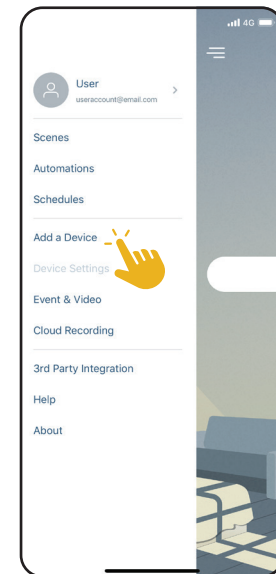 4G
User
useraccount@email.com
Scenes
Automations
Schedules
Add a Device
Device Settings
Event & Video
Cloud Recording
3rd Party Integration
Help
About